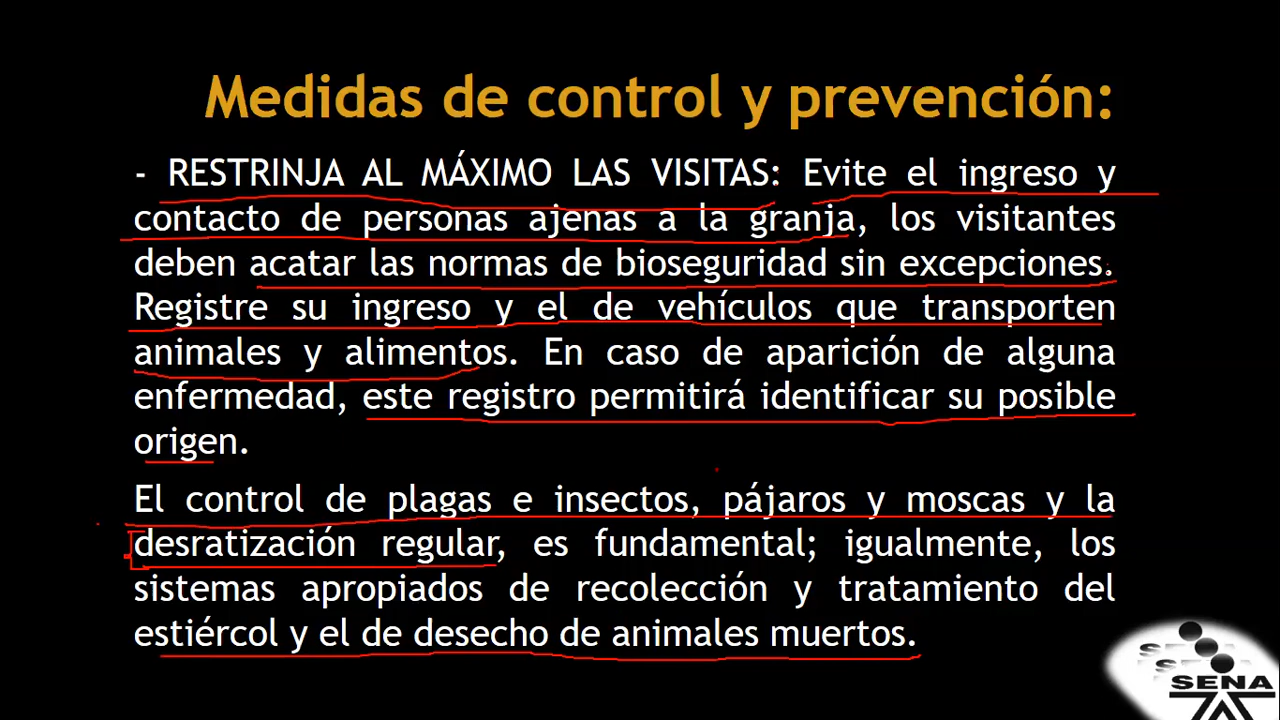 Medidas de control y prevención:
- RESTRINJA AL MÁXIMO LAS VISITAS: Evite el ingreso y
contacto de personas ajenas a la granja, los visitantes
deben acatar las normas de bioseguridad sin excepciones.
Registre su ingreso y el de vehículos que transporten
animales y alimentos. En caso de aparición de alguna
enfermedad, este registro permitirá identificar su posible
origen.
El control de plagas e insectos, pájaros y moscas y la
desratización regular, es fundamental; igualmente, los
sistemas apropiados de recolección y tratamiento del
estiércol y el de desecho de animales muertos.
SENA